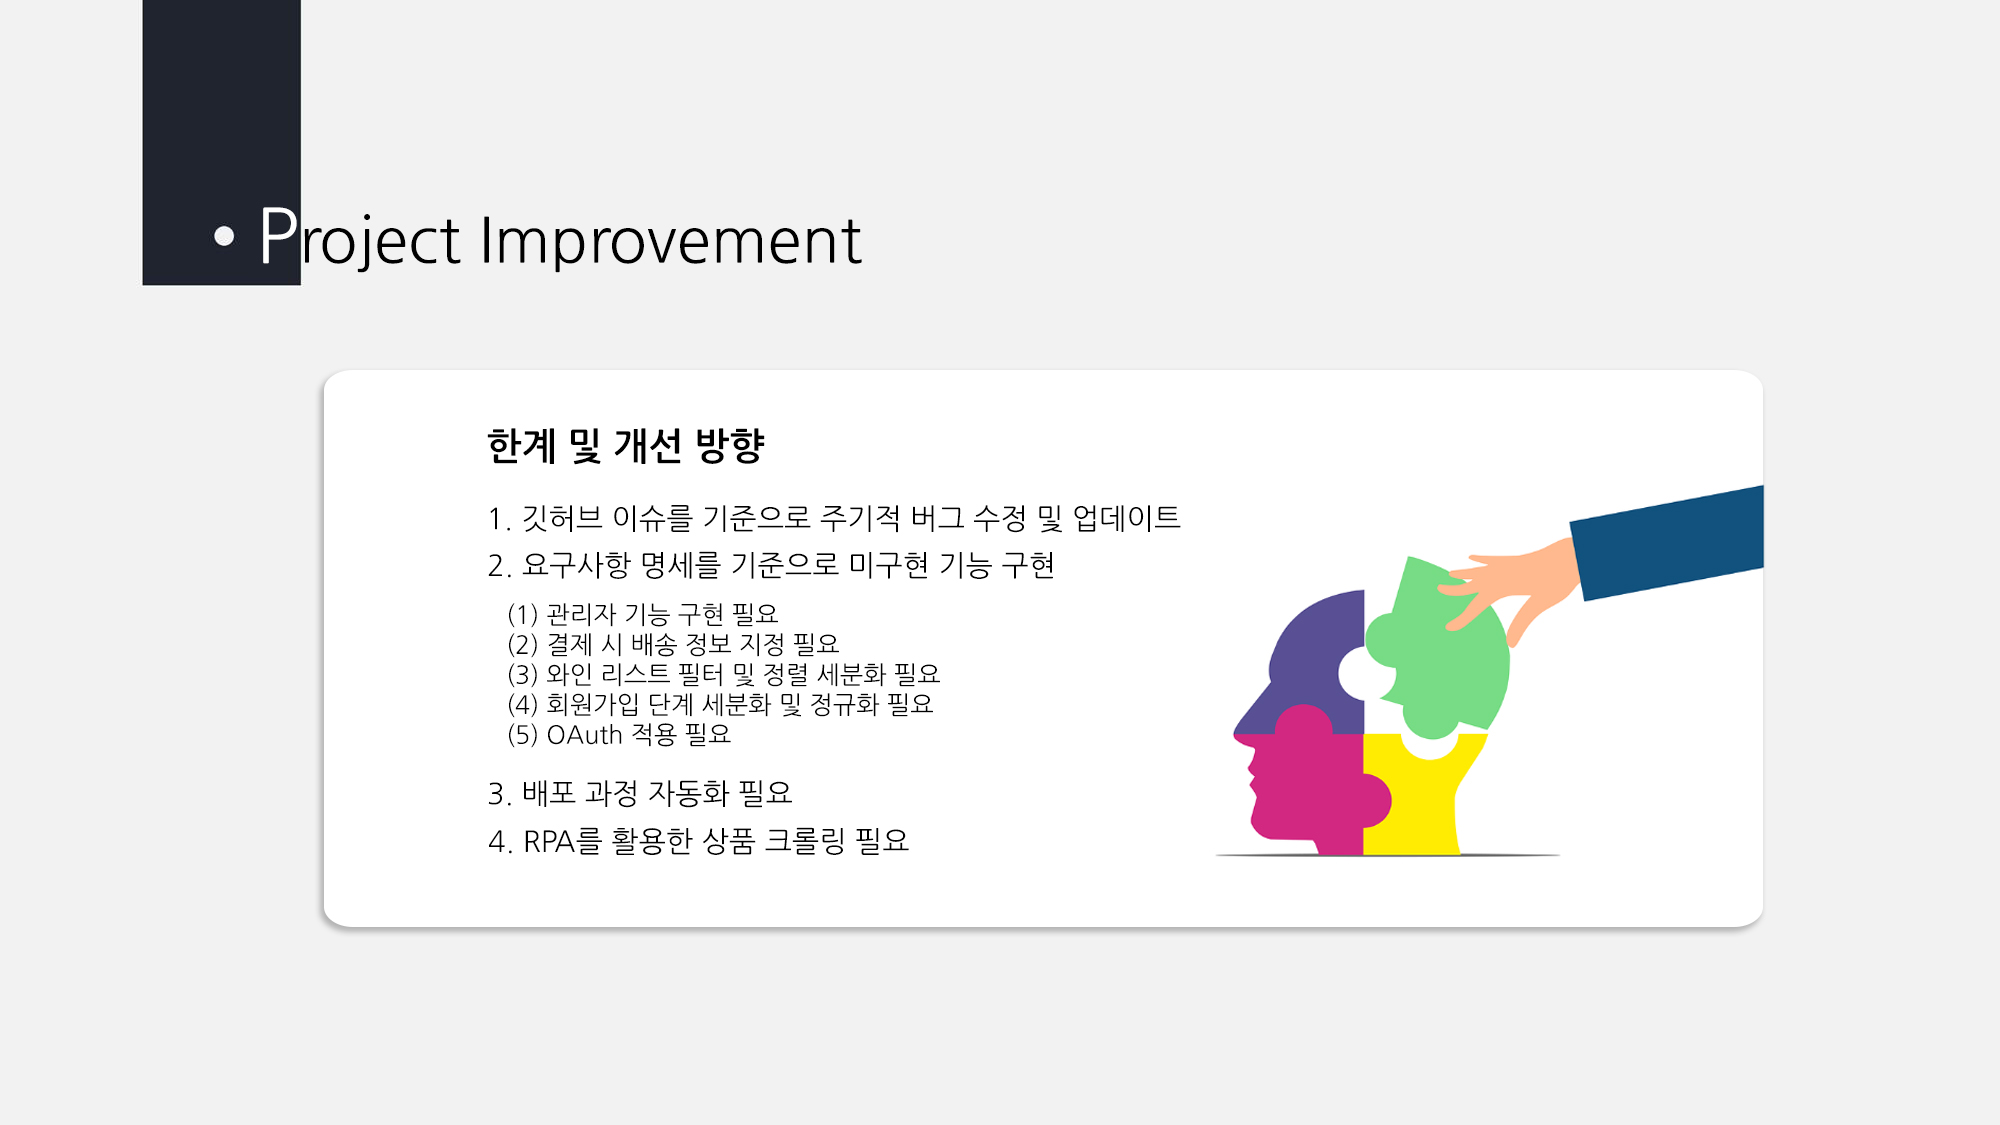 • Project Improvement
한계 및 개선 방향
1. 깃허브 이슈를 기준으로 주기적 버그 수정 및 업데이트
2. 요구사항 명세를 기준으로 미구현 기능 구현
(1) 관리자 기능 구현 필요
(2) 결제 시 배송 정보 지정 필요
(3) 와인 리스트 필터 및 정렬 세분화 필요
(4) 회원가입 단계 세분화 및 정규화 필요
(5) OAuth 적용 필요
3. 배포 과정 자동화 필요
4. RPA를 활용한 상품 크롤링 필요